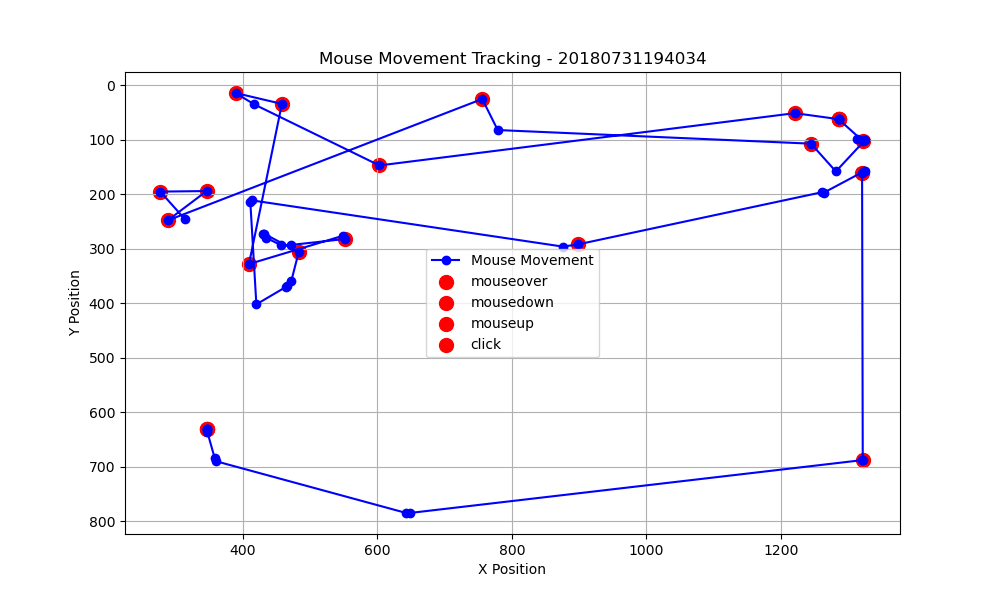 Mouse Movement Tracking - 20180731194034
0
100
200
300
400
500
600
700
800
Y Position
Mouse Movement
mouseover
mousedown
mouseup
click
400 600 800 1000 1200
X Position